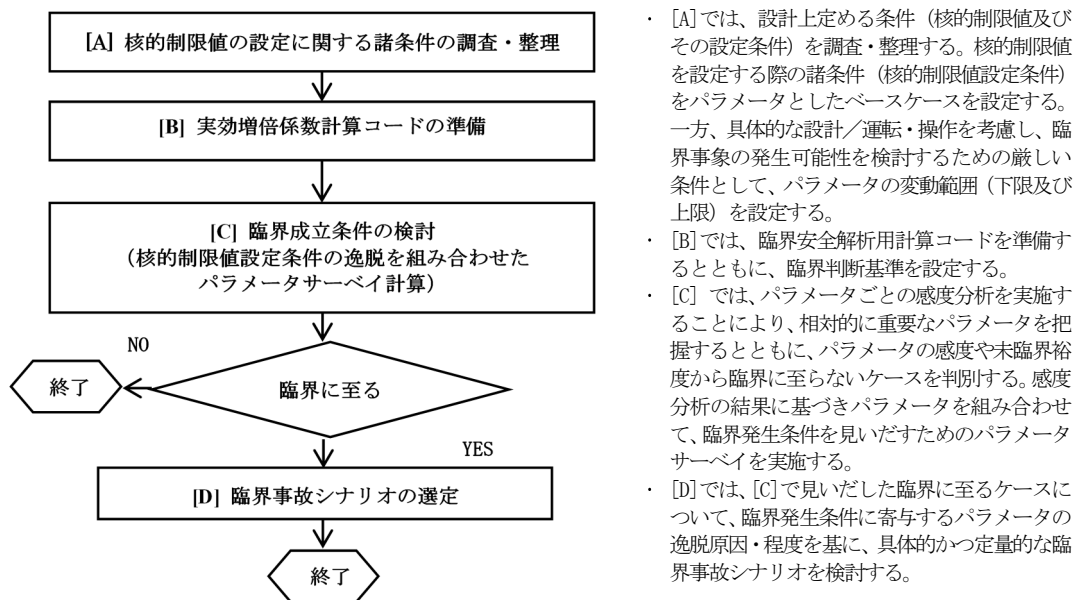 [A] 核的制限値の設定に関する諸条件の調査・整理
[B] 実効増倍係数計算コードの準備
[C] 臨界成立条件の検討
（核的制限値設定条件の逸脱を組み合わせた
パラメータサーベイ計算）
NO
終了
臨界に至る
YES
[D] 臨界事故シナリオの選定
終了
・ [A]では、設計上定める条件（核的制限値及び
その設定条件）を調査・整理する。核的制限値
を設定する際の諸条件（核的制限値設定条件）
をパラメータとしたベースケースを設定する。
一方、具体的な設計／運転・操作を考慮し、臨
界事象の発生可能性を検討するための厳しい
条件として、パラメータの変動範囲（下限及び
上限）を設定する。
・ [B]では、臨界安全解析用計算コードを準備す
るとともに、臨界判断基準を設定する。
・ [C] では、パラメータごとの感度分析を実施す
ることにより、相対的に重要なパラメータを把
握するとともに、パラメータの感度や未臨界裕
度から臨界に至らないケースを判別する。感度
分析の結果に基づきパラメータを組み合わせ
て、臨界発生条件を見いだすためのパラメータ
サーベイを実施する。
・ [D]では、[C]で見いだした臨界に至るケースに
ついて、臨界発生条件に寄与するパラメータの
逸脱原因・程度を基に、具体的かつ定量的な臨
界事故シナリオを検討する。